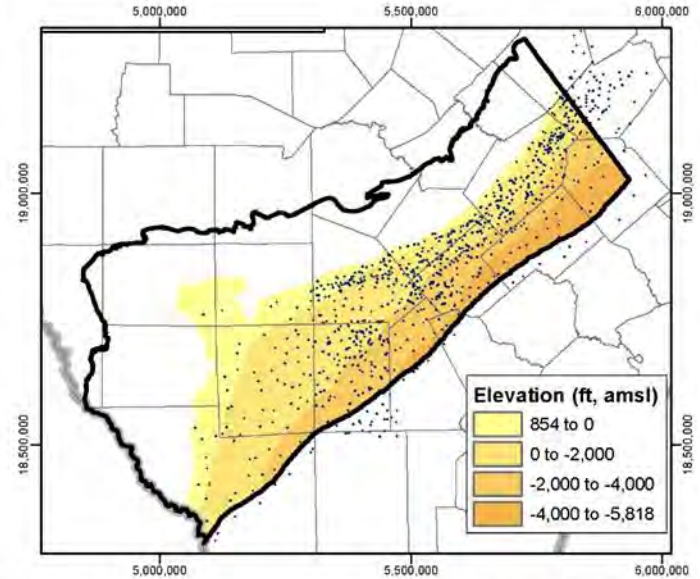 5,000,000 5,500,000 6,000,000
19,000,000 19,000,000
18,500,000 18,500,000
Elevation (ft, amsl)
854 to 0
0 to -2,000
-2,000 to -4,000
-4,000 to -5,818
5,000,000 5,500,000 6,000,000